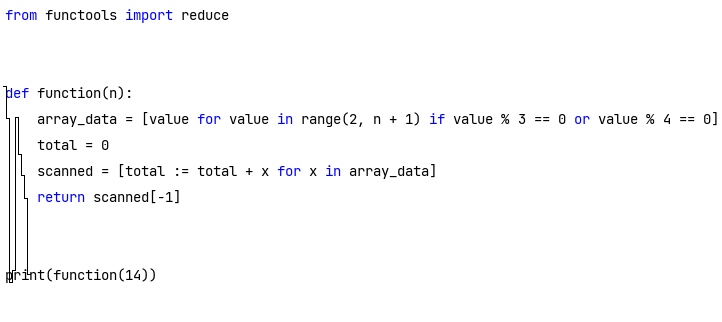 from functools import reduce
def function(n):
    array_data = [value for value in range(2, n + 1) if value % 3 == 0 or value % 4 == 0]
    total = 0
    scanned = [total := total + x for x in array_data]
    return scanned[-1]
print(function(14))